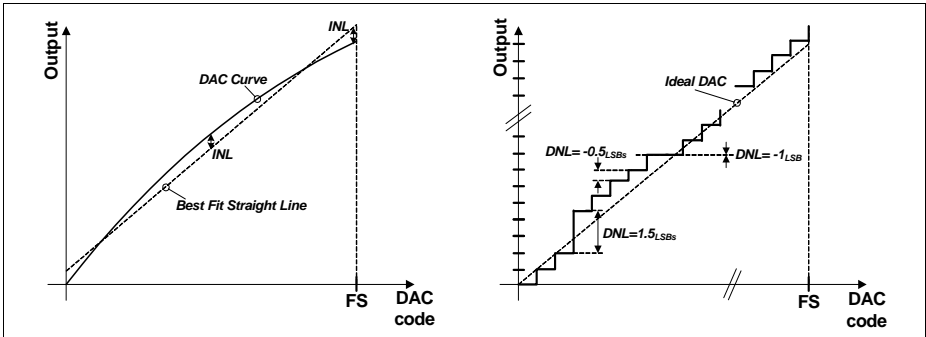 Output
INL
DAC Curve
INL
Best Fit Straight Line
FS
DAC
code
Output
Ideal DAC
DNL= -0.5LSBs
DNL= -1LSB
DNL=1.5LSBs
FS
DAC
code